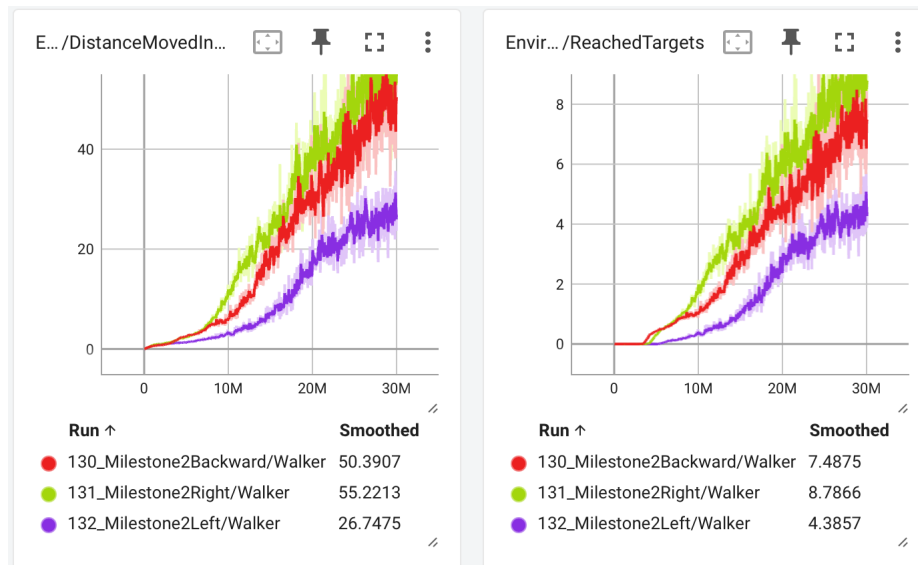 E… /DistanceMovedIn…
40
20
0
0 10M 20M 30M
Run ↑ Smoothed
130_Milestone2Backward/Walker 50.3907
131_Milestone2Right/Walker 55.2213
132_Milestone2Left/Walker 26.7475
Envir… /ReachedTargets
8
6
4
2
0
0 10M 20M 30M
Run ↑ Smoothed
130_Milestone2Backward/Walker 7.4875
131_Milestone2Right/Walker 8.7866
132_Milestone2Left/Walker 4.3857